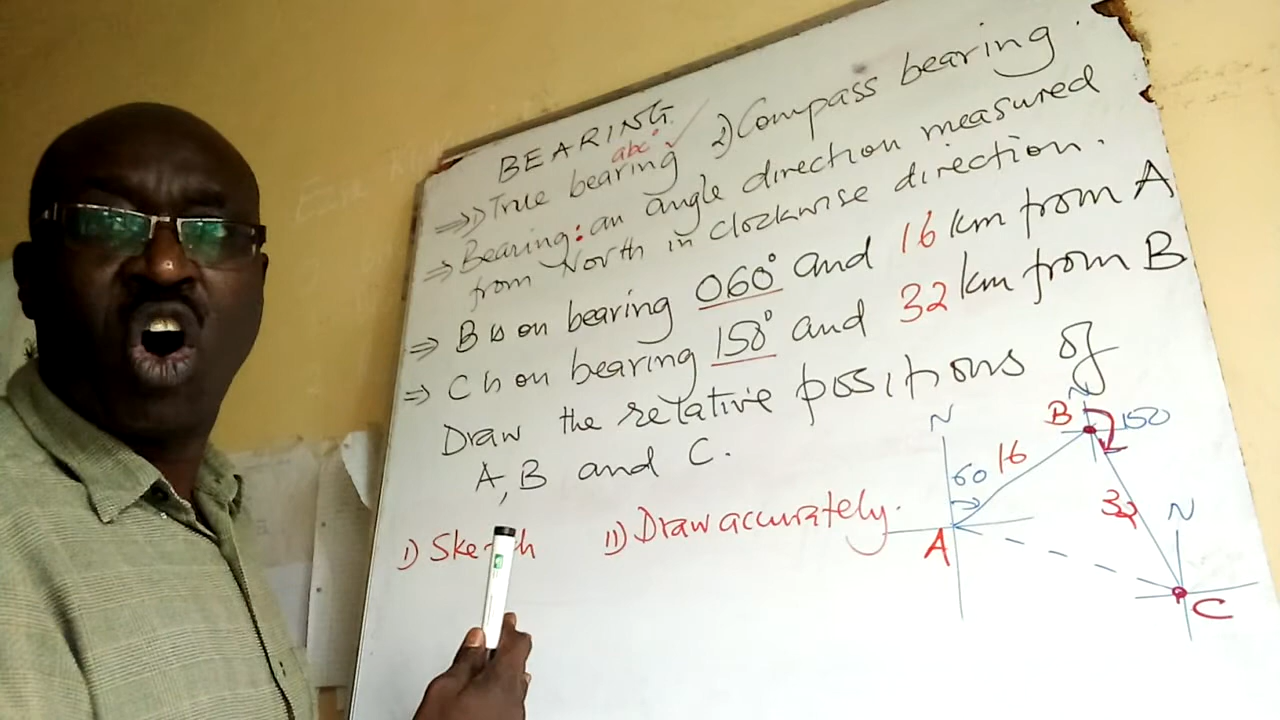 BEARING.
abc°
⇒ 1) True bearing ✓ 2) Compass bearing.
⇒ Bearing: an angle direction measured
from North in clockwise direction.
⇒ B is on bearing 060° and 16 km from A
⇒ C is on bearing 150° and 32 km from B
Draw the relative positions of
A, B and C.
i) Sketch ii) Draw accurately.
N
N
B
150
60
16
32
N
A
C